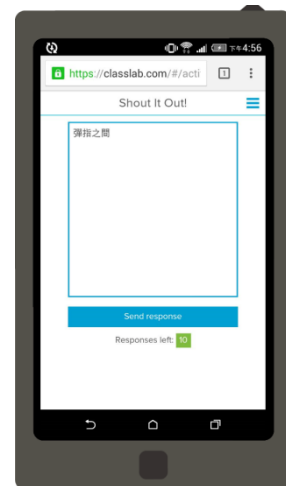 下午4:56
https://classlab.com/#/acti
1
Shout It Out!
彈指之間
Send response
Responses left: 10